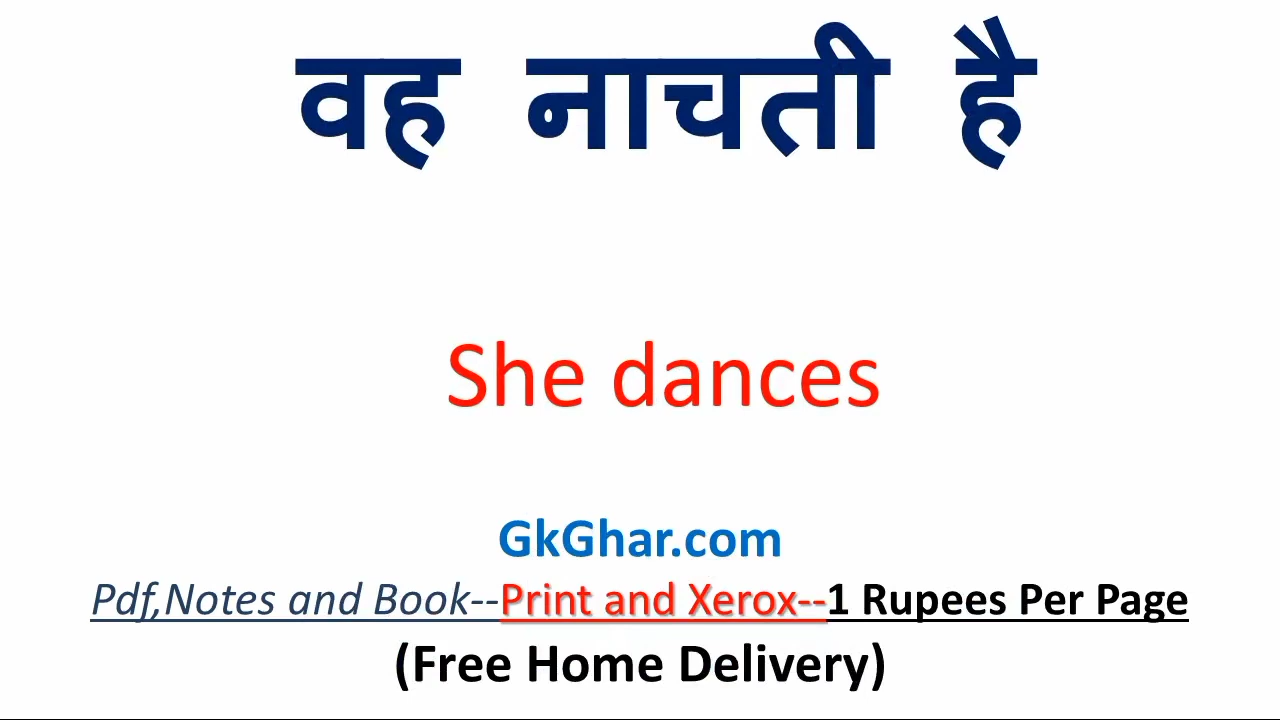 वह नाचती है
She dances
GkGhar.com
Pdf,Notes and Book--Print and Xerox--1 Rupees Per Page
(Free Home Delivery)